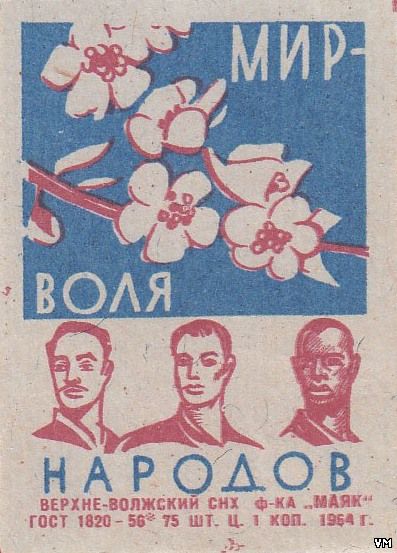 МИР-
ВОЛЯ
НАРОДОВ
ВЕРХНЕ-ВОЛЖСКИЙ СНХ Ф-КА „МАЯК"
ГОСТ 1820-56* 75 ШТ. Ц. 1 КОП. 1964 Г.
VM